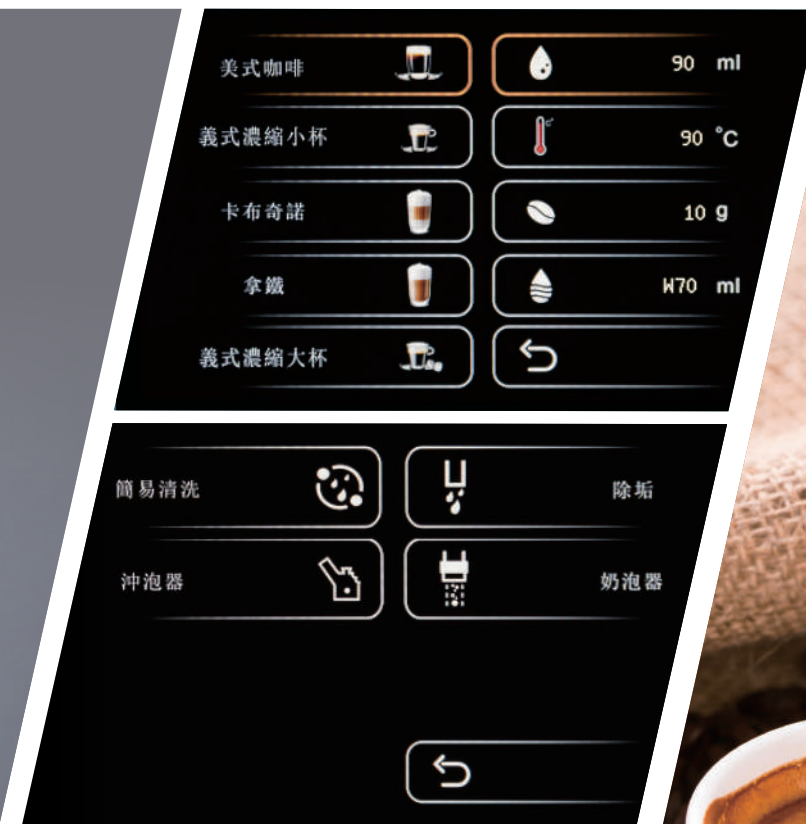 美式咖啡
90 ml
義式濃縮小杯
90 °C
卡布奇諾
10 g
拿鐵
W70 ml
義式濃縮大杯
簡易清洗
除垢
沖泡器
奶泡器